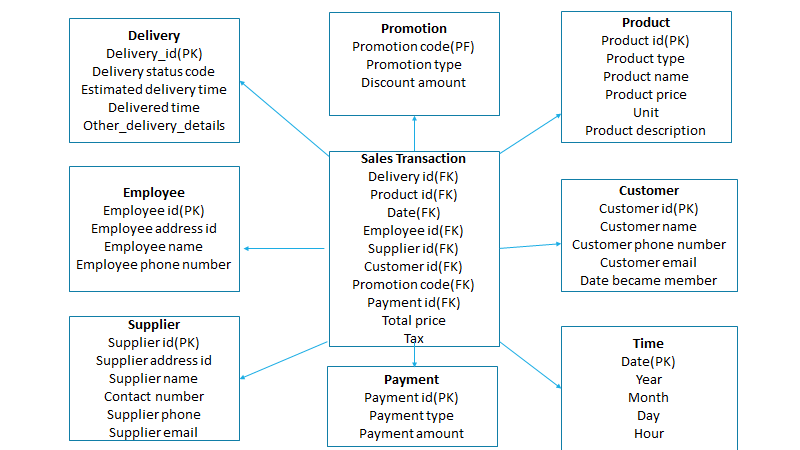 Delivery
Delivery_id(PK)
Delivery status code
Estimated delivery time
Delivered time
Other_delivery_details
Promotion
Promotion code(PF)
Promotion type
Discount amount
Product
Product id(PK)
Product type
Product name
Product price
Unit
Product description
Employee
Employee id(PK)
Employee address id
Employee name
Employee phone number
Sales Transaction
Delivery id(FK)
Product id(FK)
Date(FK)
Employee id(FK)
Supplier id(FK)
Customer id(FK)
Promotion code(FK)
Payment id(FK)
Total price
Tax
Customer
Customer id(PK)
Customer name
Customer phone number
Customer email
Date became member
Supplier
Supplier id(PK)
Supplier address id
Supplier name
Contact number
Supplier phone
Supplier email
Payment
Payment id(PK)
Payment type
Payment amount
Time
Date(PK)
Year
Month
Day
Hour